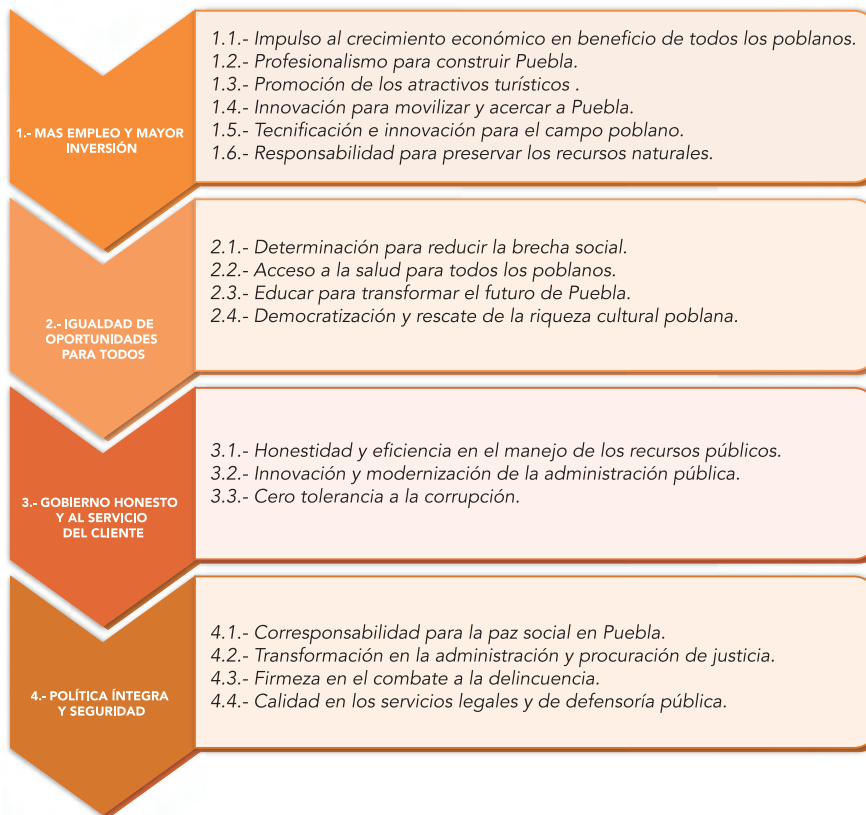 1.- MAS EMPLEO Y MAYOR
INVERSIÓN
1.1.- Impulso al crecimiento económico en beneficio de todos los poblanos.
1.2.- Profesionalismo para construir Puebla.
1.3.- Promoción de los atractivos turísticos .
1.4.- Innovación para movilizar y acercar a Puebla.
1.5.- Tecnificación e innovación para el campo poblano.
1.6.- Responsabilidad para preservar los recursos naturales.
2.- IGUALDAD DE
OPORTUNIDADES
PARA TODOS
2.1.- Determinación para reducir la brecha social.
2.2.- Acceso a la salud para todos los poblanos.
2.3.- Educar para transformar el futuro de Puebla.
2.4.- Democratización y rescate de la riqueza cultural poblana.
3.- GOBIERNO HONESTO
Y AL SERVICIO
DEL CLIENTE
3.1.- Honestidad y eficiencia en el manejo de los recursos públicos.
3.2.- Innovación y modernización de la administración pública.
3.3.- Cero tolerancia a la corrupción.
4.- POLÍTICA ÍNTEGRA
Y SEGURIDAD
4.1.- Corresponsabilidad para la paz social en Puebla.
4.2.- Transformación en la administración y procuración de justicia.
4.3.- Firmeza en el combate a la delincuencia.
4.4.- Calidad en los servicios legales y de defensoría pública.